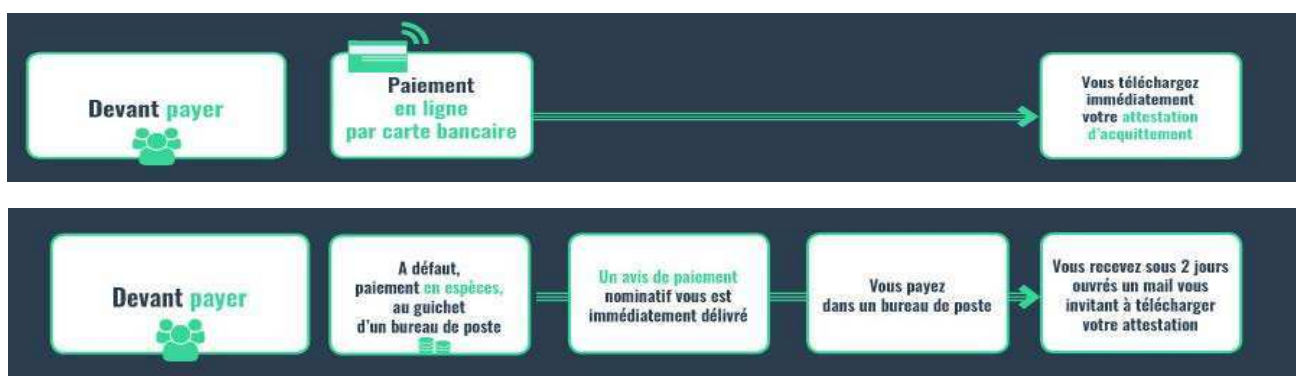 Devant payer
Paiement
en ligne
par carte bancaire
Vous téléchargez
immédiatement
votre attestation
d'acquittement
Devant payer
A défaut,
paiement en espèces,
au guichet
d'un bureau de poste
Un avis de paiement
nominatif vous est
immédiatement délivré
Vous payez
dans un bureau de poste
Vous recevez sous 2 jours
ouvrés un mail vous
invitant à télécharger
votre attestation